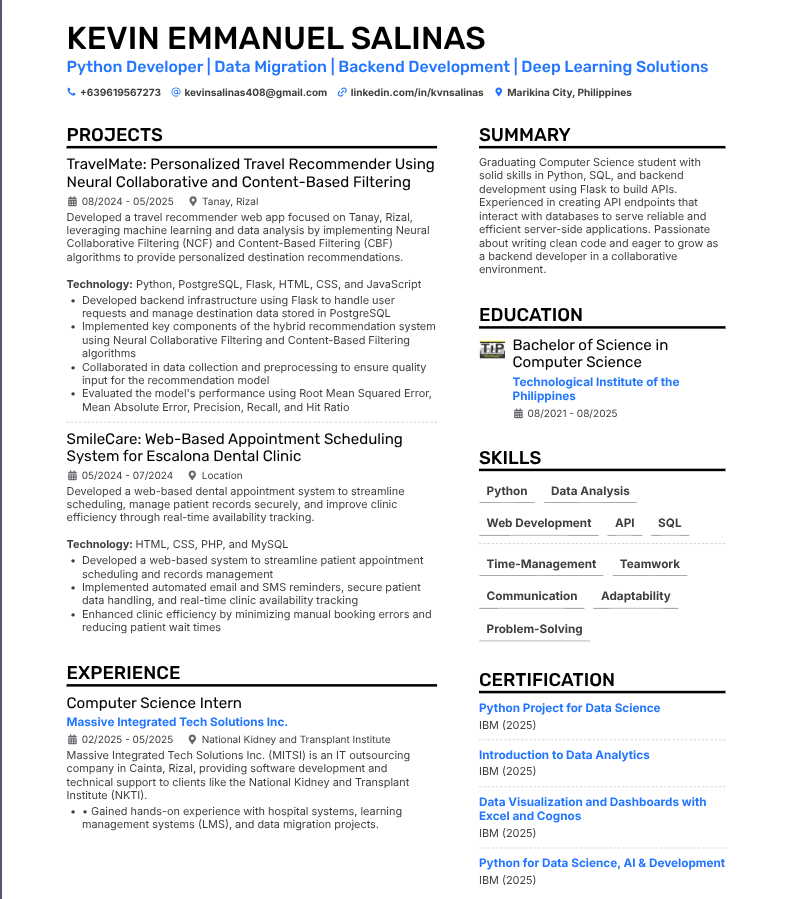 KEVIN EMMANUEL SALINAS
Python Developer | Data Migration | Backend Development | Deep Learning Solutions
+639619567273 kevinsalinas408@gmail.com linkedin.com/in/kvnsalinas Marikina City, Philippines
PROJECTS
TravelMate: Personalized Travel Recommender Using
Neural Collaborative and Content-Based Filtering
08/2024 - 05/2025 Tanay, Rizal
Developed a travel recommender web app focused on Tanay, Rizal,
leveraging machine learning and data analysis by implementing Neural
Collaborative Filtering (NCF) and Content-Based Filtering (CBF)
algorithms to provide personalized destination recommendations.
Technology: Python, PostgreSQL, Flask, HTML, CSS, and JavaScript
• Developed backend infrastructure using Flask to handle user
requests and manage destination data stored in PostgreSQL
• Implemented key components of the hybrid recommendation system
using Neural Collaborative Filtering and Content-Based Filtering
algorithms
• Collaborated in data collection and preprocessing to ensure quality
input for the recommendation model
• Evaluated the model's performance using Root Mean Squared Error,
Mean Absolute Error, Precision, Recall, and Hit Ratio
SmileCare: Web-Based Appointment Scheduling
System for Escalona Dental Clinic
05/2024 - 07/2024 Location
Developed a web-based dental appointment system to streamline
scheduling, manage patient records securely, and improve clinic
efficiency through real-time availability tracking.
Technology: HTML, CSS, PHP, and MySQL
• Developed a web-based system to streamline patient appointment
scheduling and records management
• Implemented automated email and SMS reminders, secure patient
data handling, and real-time clinic availability tracking
• Enhanced clinic efficiency by minimizing manual booking errors and
reducing patient wait times
EXPERIENCE
Computer Science Intern
Massive Integrated Tech Solutions Inc.
02/2025 - 05/2025 National Kidney and Transplant Institute
Massive Integrated Tech Solutions Inc. (MITSI) is an IT outsourcing
company in Cainta, Rizal, providing software development and
technical support to clients like the National Kidney and Transplant
Institute (NKTI).
• • Gained hands-on experience with hospital systems, learning
management systems (LMS), and data migration projects.
SUMMARY
Graduating Computer Science student with
solid skills in Python, SQL, and backend
development using Flask to build APIs.
Experienced in creating API endpoints that
interact with databases to serve reliable and
efficient server-side applications. Passionate
about writing clean code and eager to grow as
a backend developer in a collaborative
environment.
EDUCATION
TIP
Bachelor of Science in
Computer Science
Technological Institute of the
Philippines
08/2021 - 08/2025
SKILLS
Python Data Analysis
Web Development API SQL
Time-Management Teamwork
Communication Adaptability
Problem-Solving
CERTIFICATION
Python Project for Data Science
IBM (2025)
Introduction to Data Analytics
IBM (2025)
Data Visualization and Dashboards with
Excel and Cognos
IBM (2025)
Python for Data Science, AI & Development
IBM (2025)